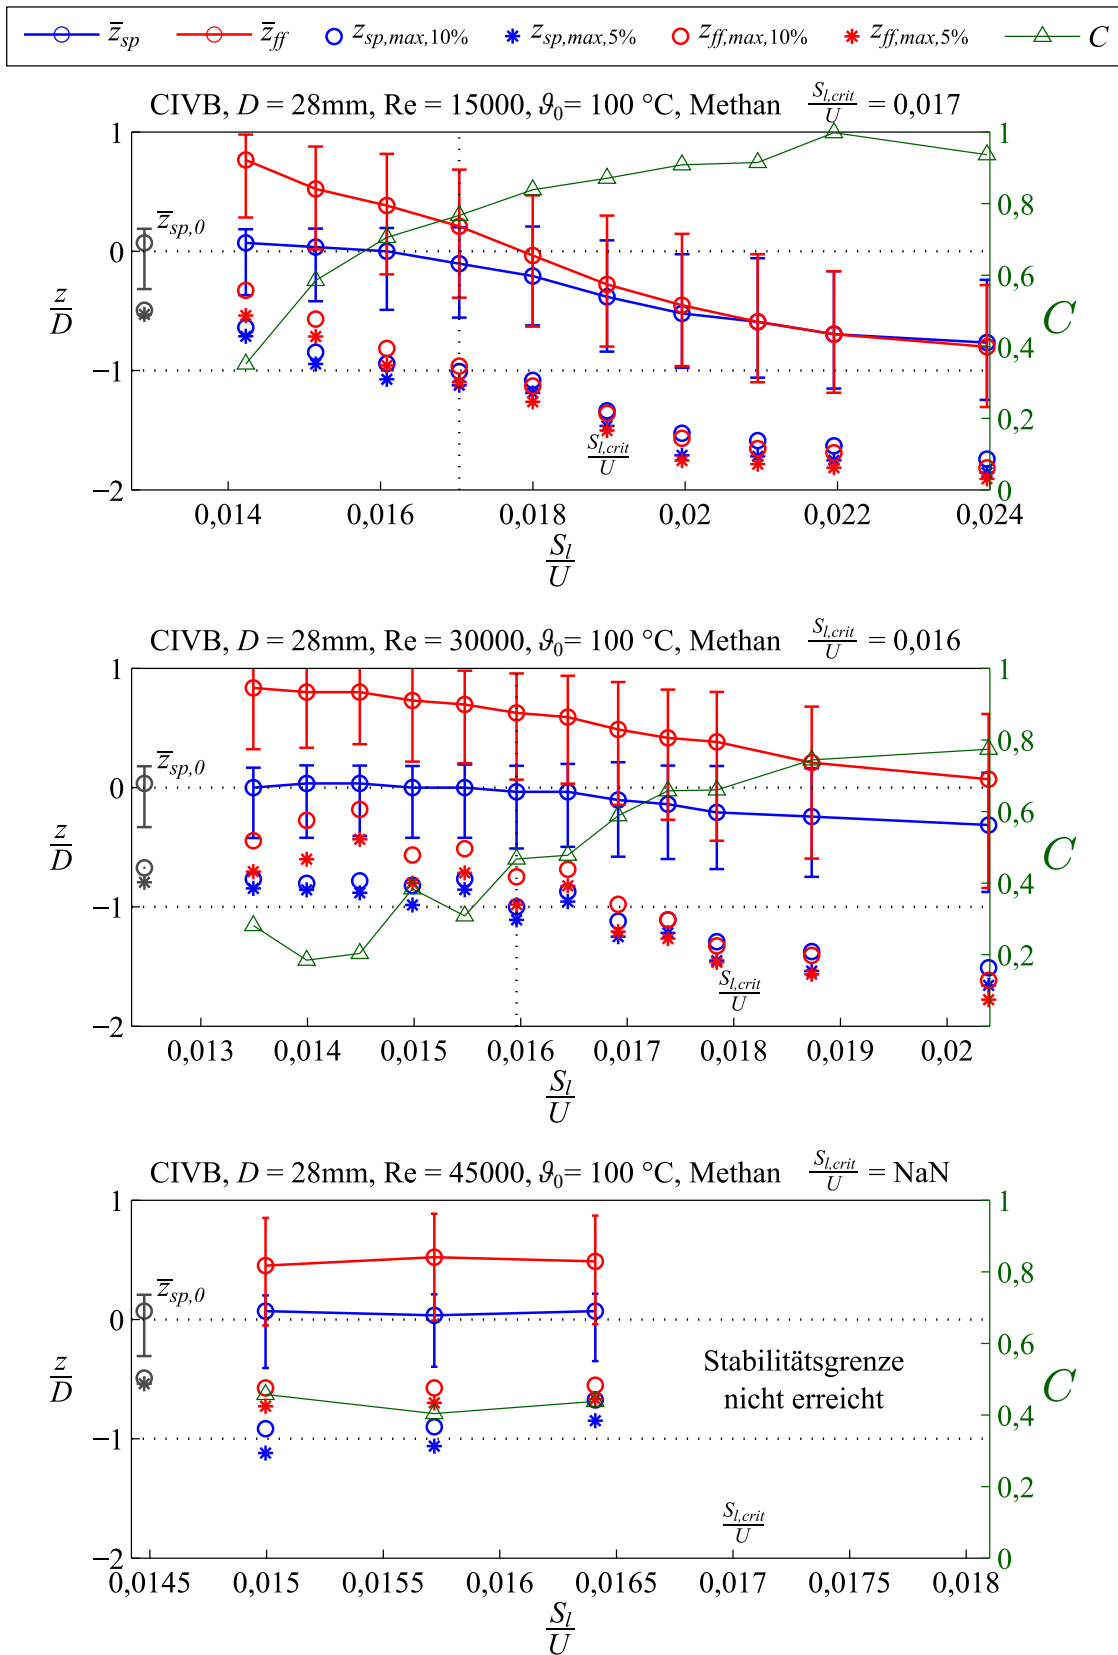 z̅sp z̅ff zsp,max,10% zsp,max,5% zff,max,10% zff,max,5% C
CIVB, D = 28mm, Re = 15000, ϑ0= 100 °C, Methan Sl,crit/U = 0,017
1 1
z̅sp,0 0,8
0 0,6
z/D C
−1 0,4
Sl,crit/U 0,2
−2 0
0,014 0,016 0,018 0,02 0,022 0,024
Sl/U
CIVB, D = 28mm, Re = 30000, ϑ0= 100 °C, Methan Sl,crit/U = 0,016
1 1
z̅sp,0 0,8
0 0,6
z/D C
−1 0,4
Sl,crit/U 0,2
−2 0
0,013 0,014 0,015 0,016 0,017 0,018 0,019 0,02
Sl/U
CIVB, D = 28mm, Re = 45000, ϑ0= 100 °C, Methan Sl,crit/U = NaN
1 1
z̅sp,0 0,8
0 0,6
Stabilitätsgrenze
z/D C
nicht erreicht
−1 0,4
Sl,crit/U 0,2
−2 0
0,0145 0,015 0,0155 0,016 0,0165 0,017 0,0175 0,018
Sl/U